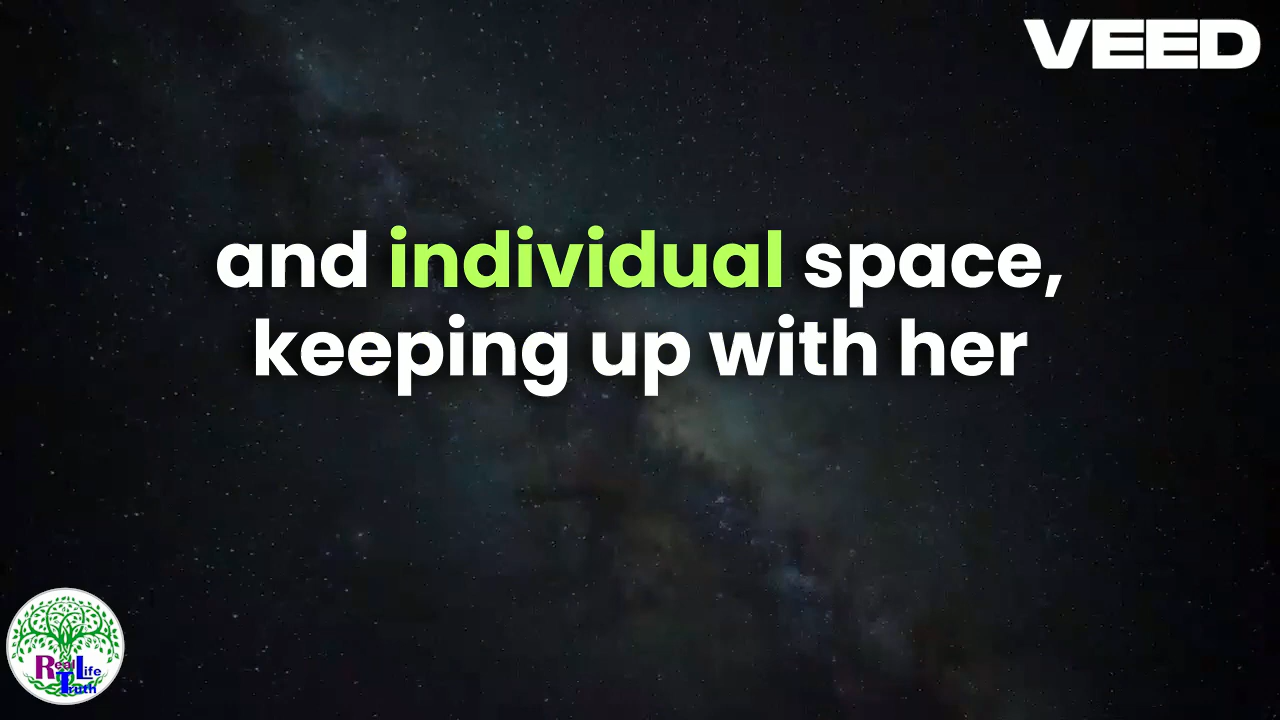 VEED
and individual space,
keeping up with her
Real Life
Truth